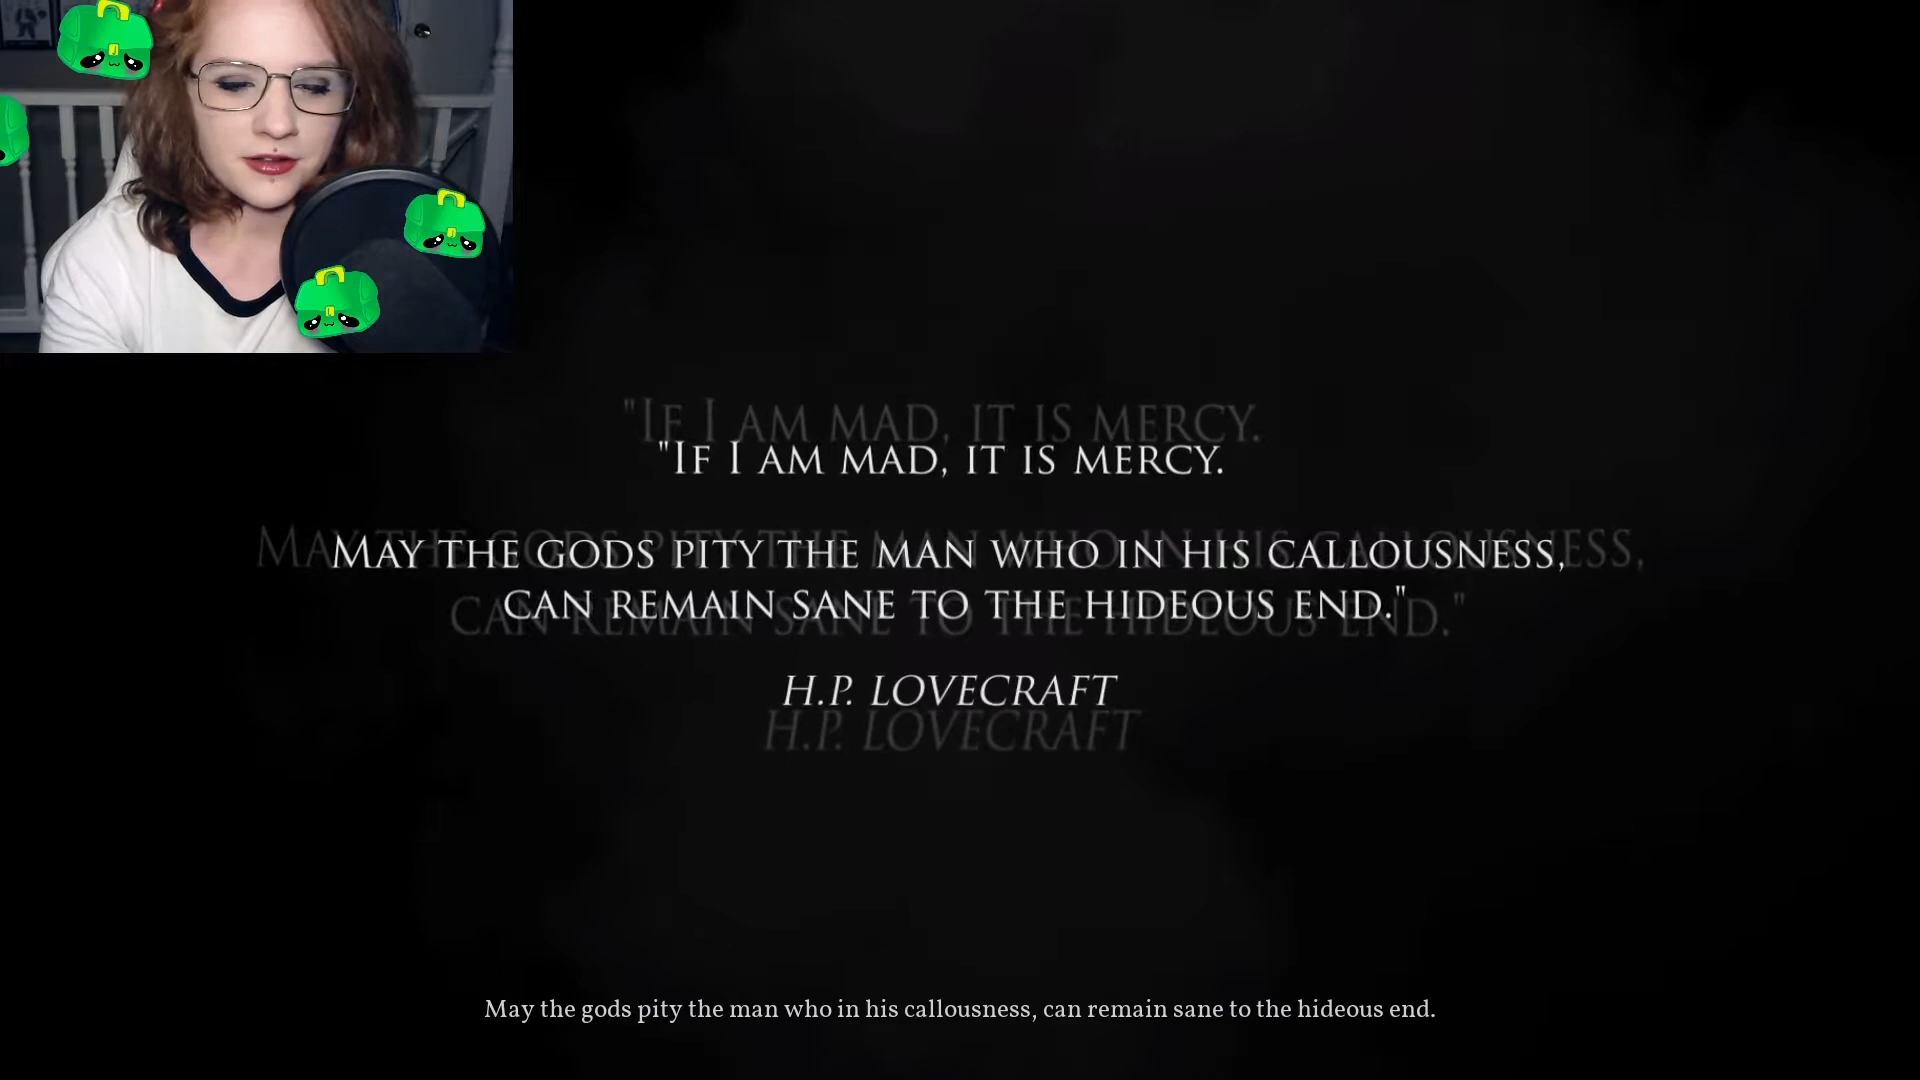 "If I am mad, it is mercy.
May the gods pity the man who in his callousness,
can remain sane to the hideous end."
H.P. Lovecraft
May the gods pity the man who in his callousness, can remain sane to the hideous end.